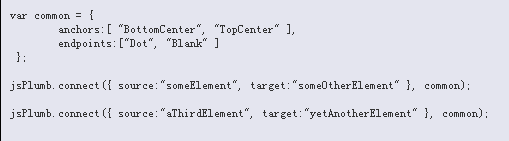 var common = {
anchors:[ "BottomCenter", "TopCenter" ],
endpoints:["Dot", "Blank" ]
};
jsPlumb.connect({ source:"someElement", target:"someOtherElement" }, common);
jsPlumb.connect({ source:"aThirdElement", target:"yetAnotherElement" }, common);